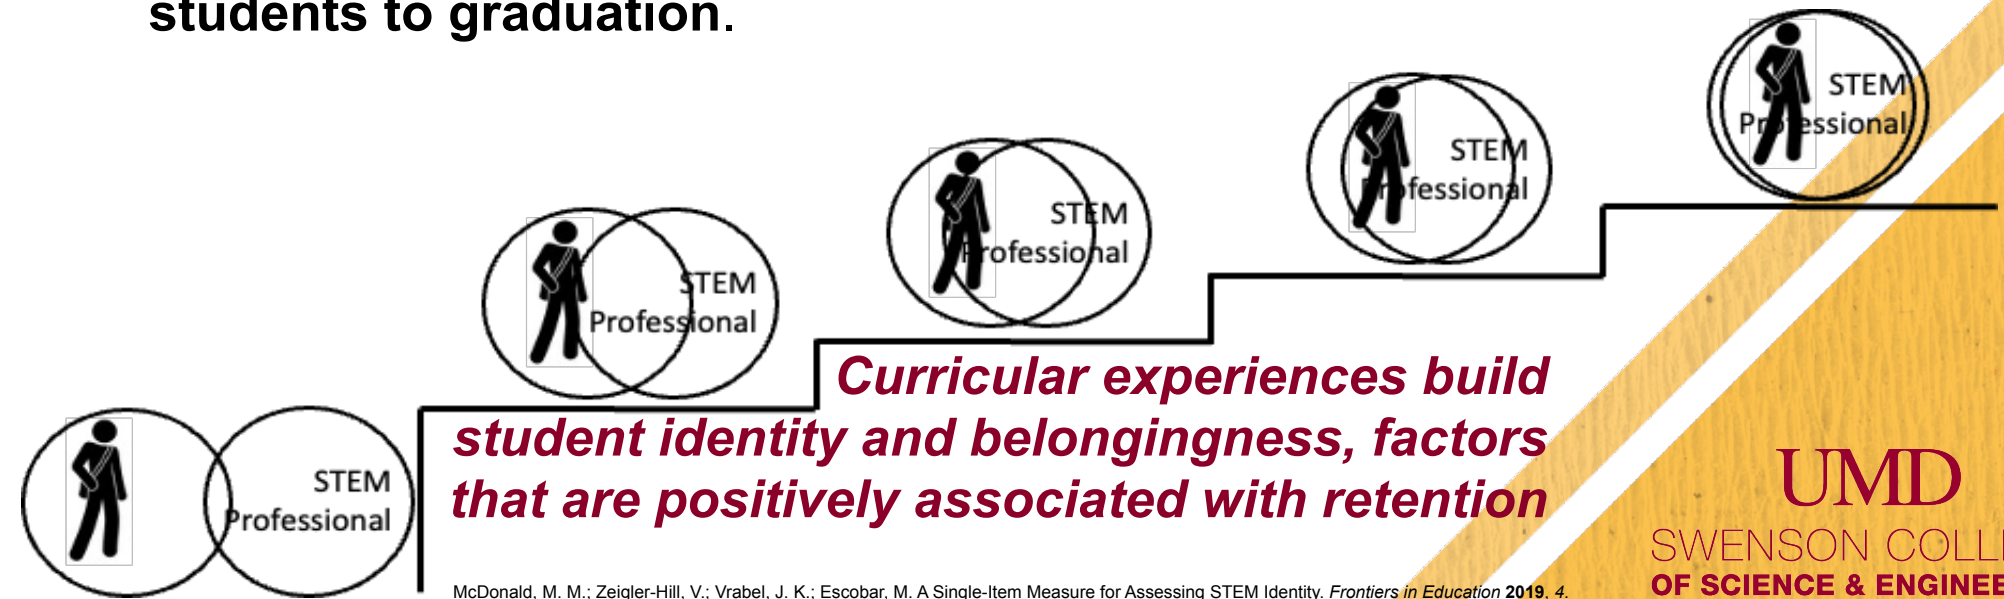 students to graduation.
STEM
Professional
STEM
Professional
STEM
Professional
STEM
Professional
STEM
Professional
Curricular experiences build
student identity and belongingness, factors
that are positively associated with retention
UMD
SWENSON COLL
OF SCIENCE & ENGINEE
McDonald, M. M.; Zeigler-Hill, V.; Vrabel, J. K.; Escobar, M. A Single-Item Measure for Assessing STEM Identity. Frontiers in Education 2019, 4.